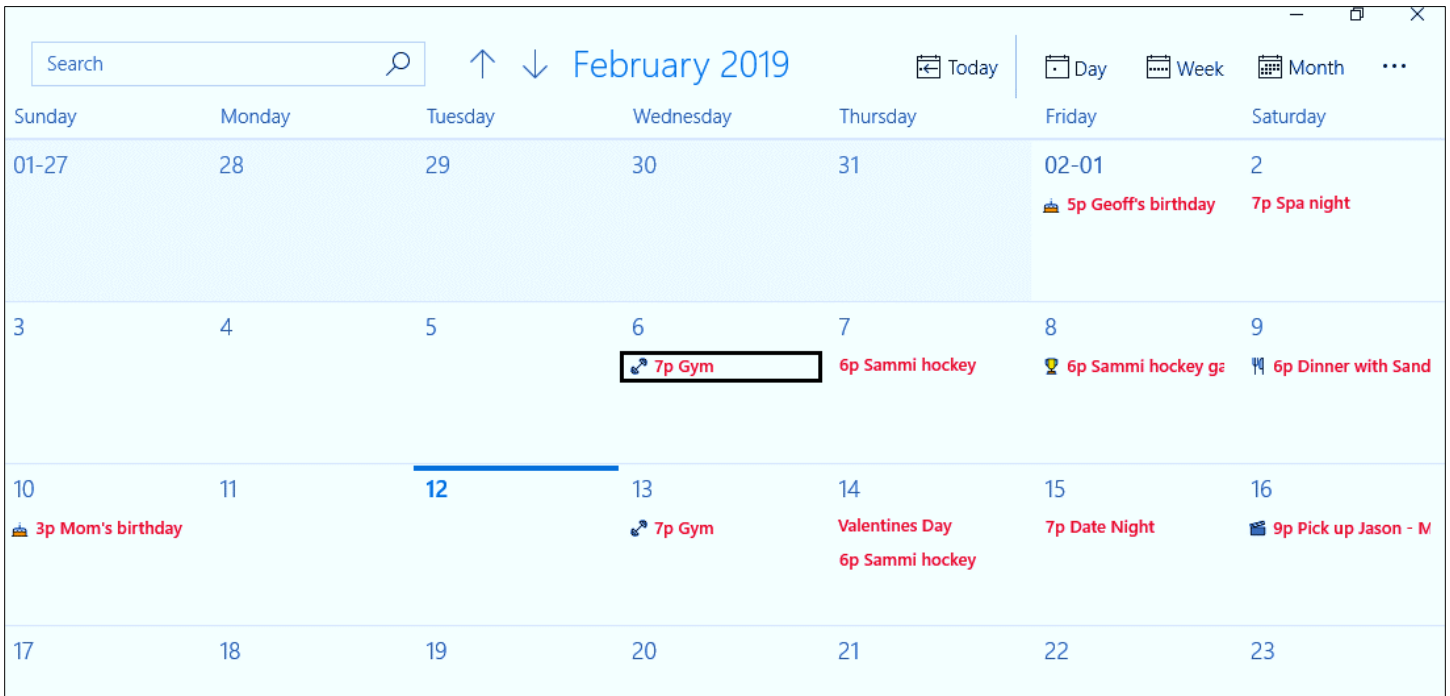 Search February 2019 Today Day Week Month ...
Sunday Monday Tuesday Wednesday Thursday Friday Saturday
01-27 28 29 30 31 02-01 2
5p Geoff's birthday 7p Spa night
3 4 5 6 7 8 9
7p Gym 6p Sammi hockey 6p Sammi hockey ga 6p Dinner with Sand
10 11 12 13 14 15 16
3p Mom's birthday 7p Gym Valentines Day 7p Date Night 9p Pick up Jason - M
6p Sammi hockey
17 18 19 20 21 22 23